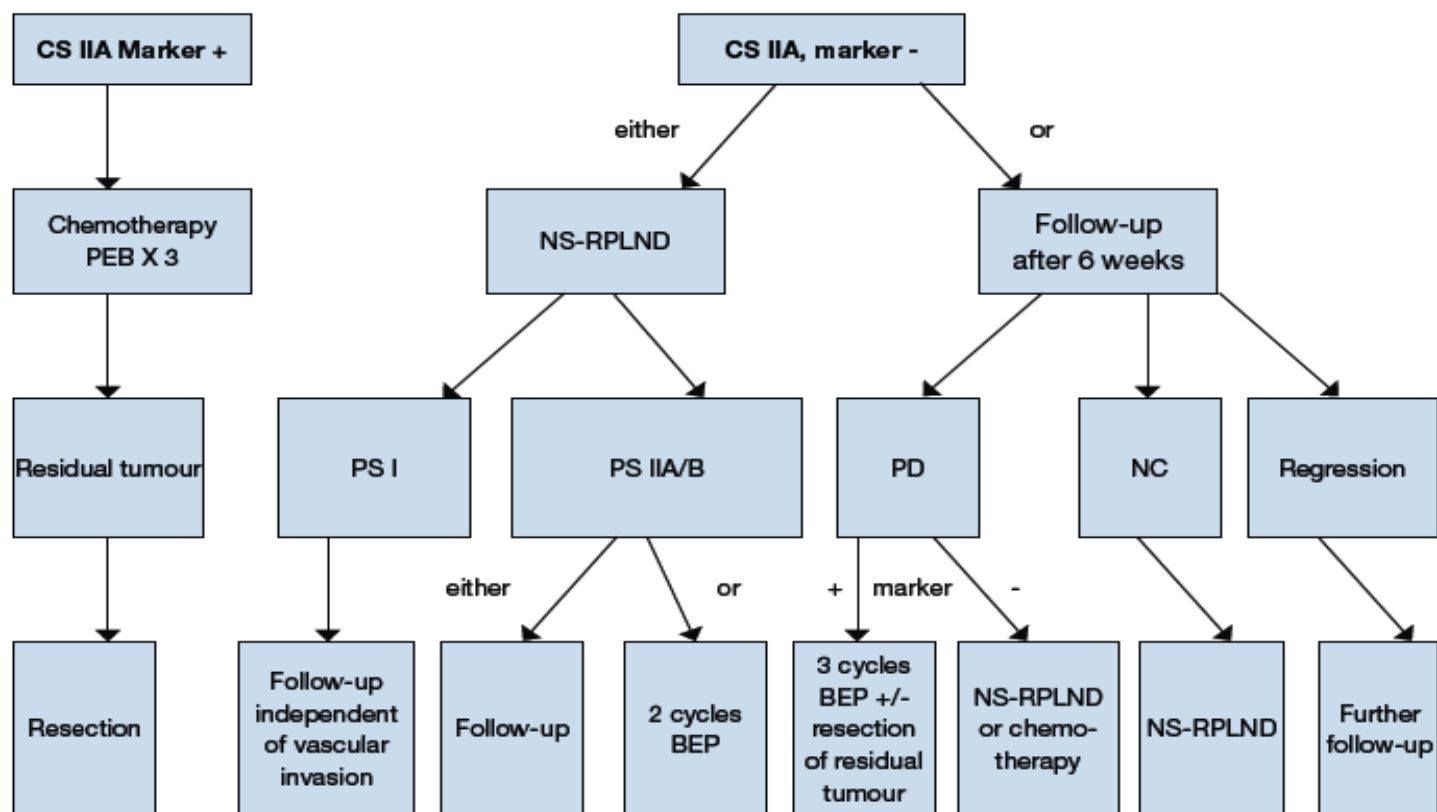 CS IIA Marker +
CS IIA, marker -
either
or
Chemotherapy
PEB X 3
NS-RPLND
Follow-up
after 6 weeks
Residual tumour
PS I
PS IIA/B
PD
NC
Regression
either
or
+
marker
-
Resection
Follow-up
independent
of vascular
invasion
Follow-up
2 cycles
BEP
3 cycles
BEP +/-
resection
of residual
tumour
NS-RPLND
or chemo-
therapy
NS-RPLND
Further
follow-up